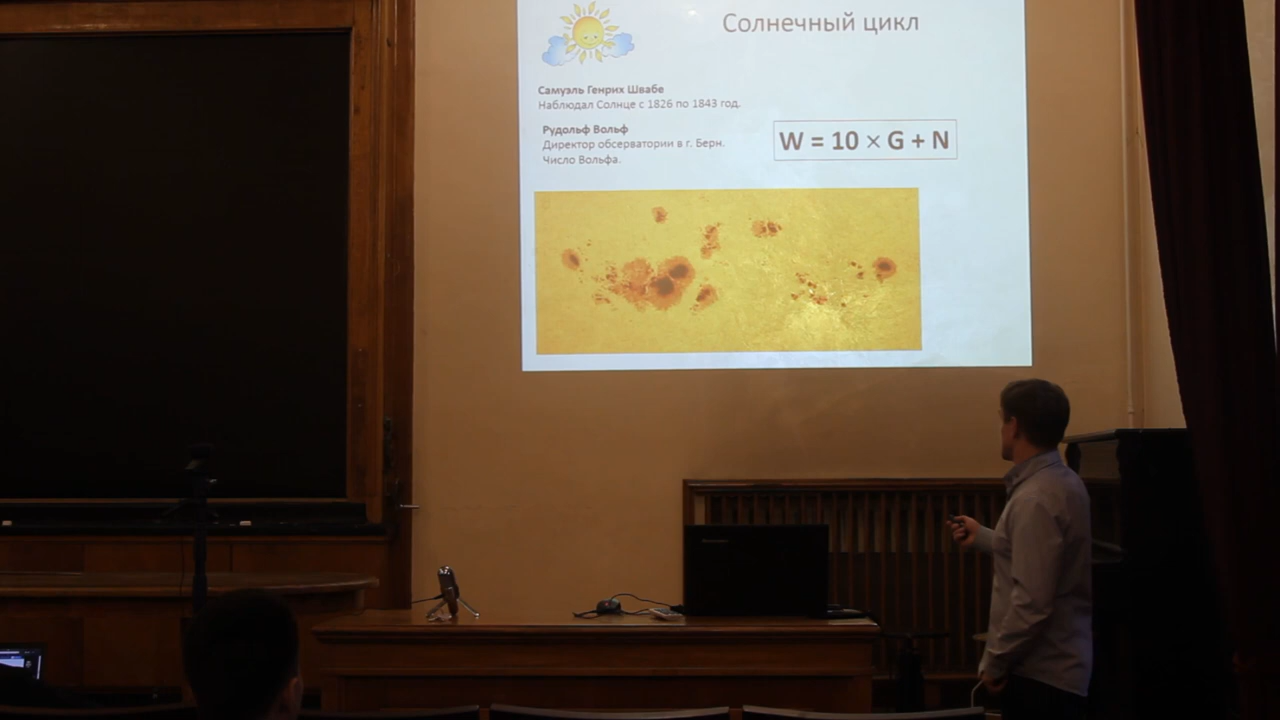 Солнечный цикл
Самуэль Генрих Швабе
Наблюдал Солнце с 1826 по 1843 год.
Рудольф Вольф
Директор обсерватории в г. Берн.
Число Вольфа.
W = 10 × G + N